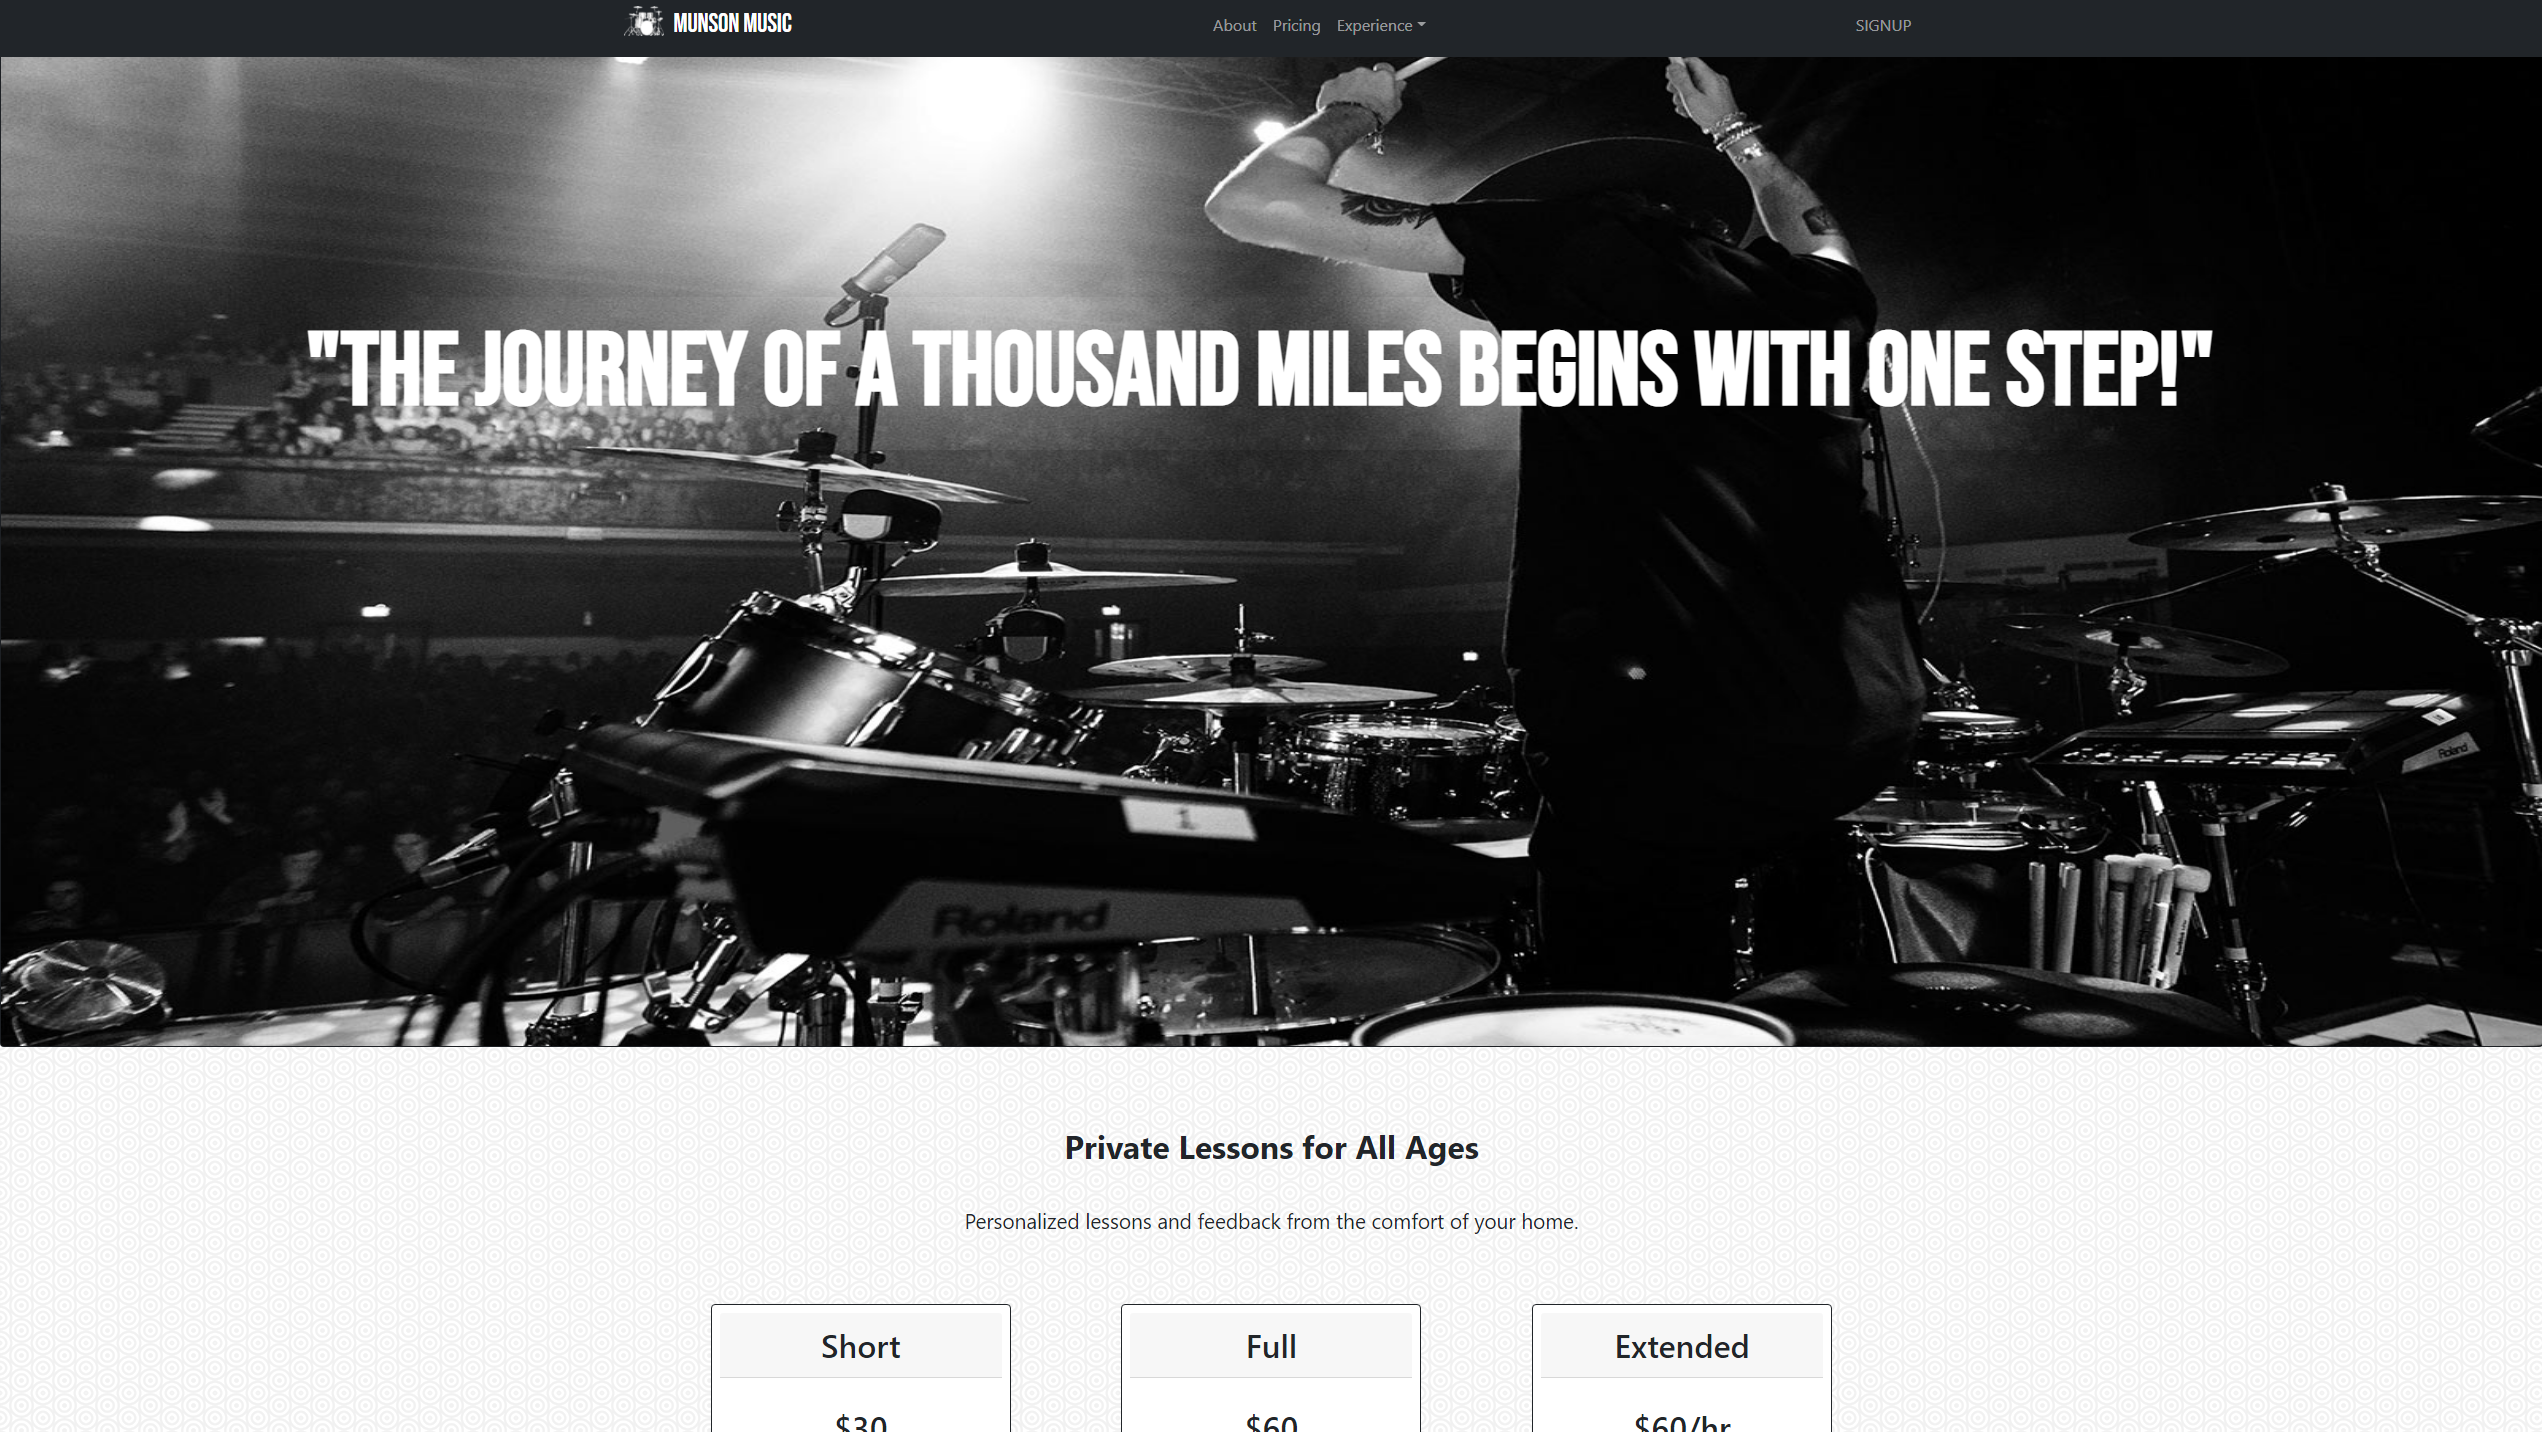 MUNSON MUSIC
About Pricing Experience
SIGNUP
"THE JOURNEY OF A THOUSAND MILES BEGINS WITH ONE STEP!"
Roland
Roland
Private Lessons for All Ages
Personalized lessons and feedback from the comfort of your home.
Short
Full
Extended
$30
$60
$60/hr